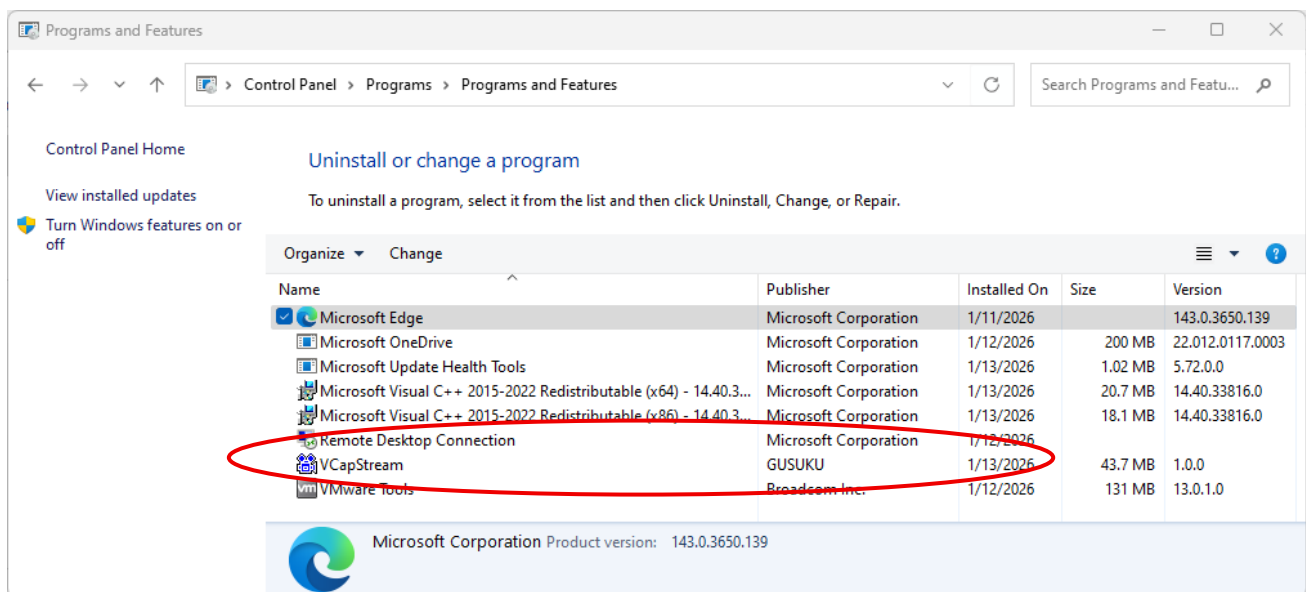 Programs and Features
Control Panel > Programs > Programs and Features
Search Programs and Featu...
Control Panel Home
View installed updates
Turn Windows features on or
off
Uninstall or change a program
To uninstall a program, select it from the list and then click Uninstall, Change, or Repair.
Organize Change
Name Publisher Installed On Size Version
Microsoft Edge Microsoft Corporation 1/11/2026 143.0.3650.139
Microsoft OneDrive Microsoft Corporation 1/12/2026 200 MB 22.012.0117.0003
Microsoft Update Health Tools Microsoft Corporation 1/13/2026 1.02 MB 5.72.0.0
Microsoft Visual C++ 2015-2022 Redistributable (x64) - 14.40.3... Microsoft Corporation 1/13/2026 20.7 MB 14.40.33816.0
Microsoft Visual C++ 2015-2022 Redistributable (x86) - 14.40.3... Microsoft Corporation 1/13/2026 18.1 MB 14.40.33816.0
Remote Desktop Connection Microsoft Corporation 1/12/2026
VCapStream GUSUKU 1/13/2026 43.7 MB 1.0.0
vm VMware Tools Broadcom Inc. 1/12/2026 131 MB 13.0.1.0
Microsoft Corporation Product version: 143.0.3650.139